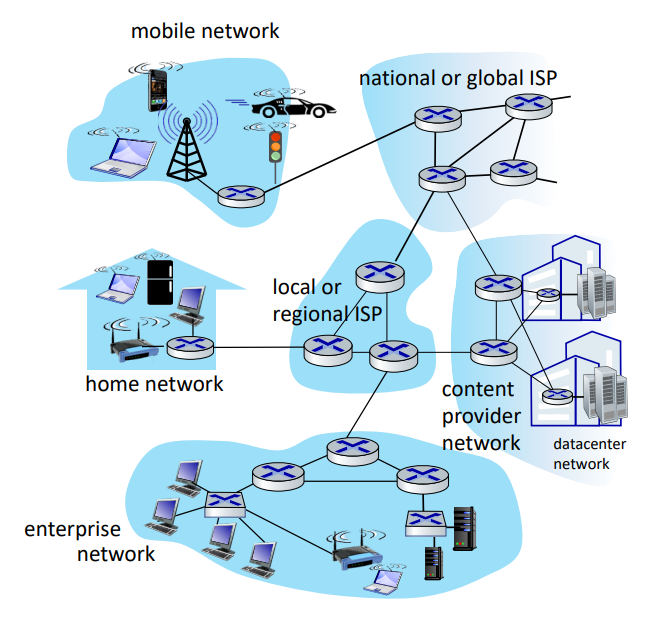 mobile network
national or global ISP
local or
regional ISP
home network
content
provider
network
datacenter
network
enterprise
network